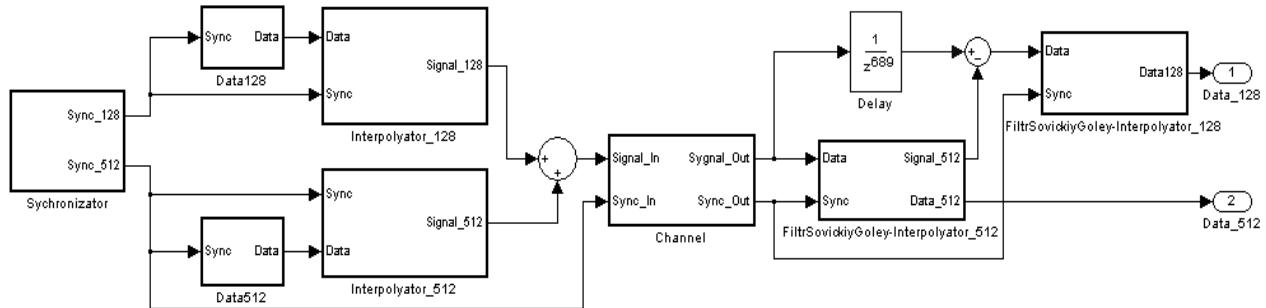 Sync_128
Sync_512
Sychronizator
Sync
Data
Data128
Data
Sync
Signal_128
Interpolyator_128
Sync
Data
Signal_512
Interpolyator_512
Sync
Data
Data512
+
+
Signal_In
Sync_In
Sygnal_Out
Sync_Out
Channel
1
z^689
Delay
+
−
Data
Sync
Signal_512
Data_512
FiltrSovickiyGoley-Interpolyator_512
Data
Sync
Data128
FiltrSovickiyGoley-Interpolyator_128
1
Data_128
2
Data_512